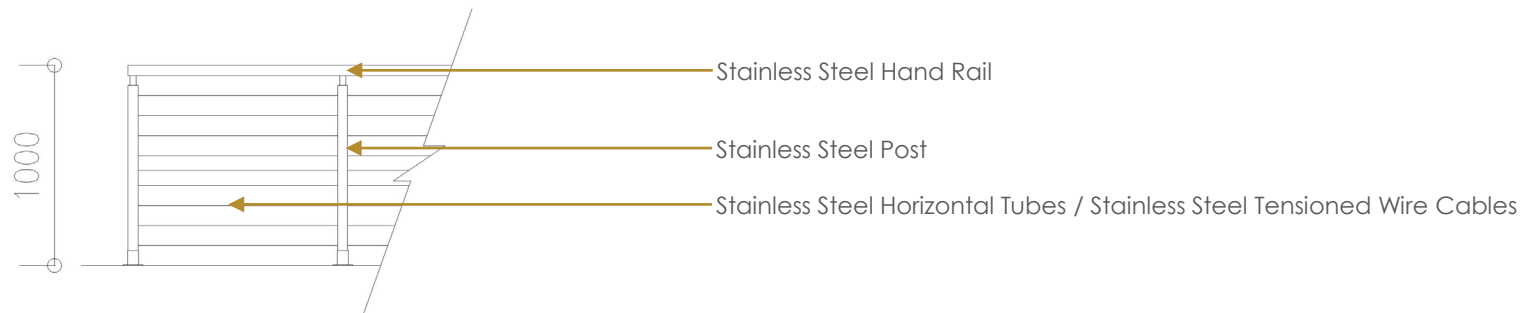 Stainless Steel Hand Rail
1000
Stainless Steel Post
Stainless Steel Horizontal Tubes / Stainless Steel Tensioned Wire Cables